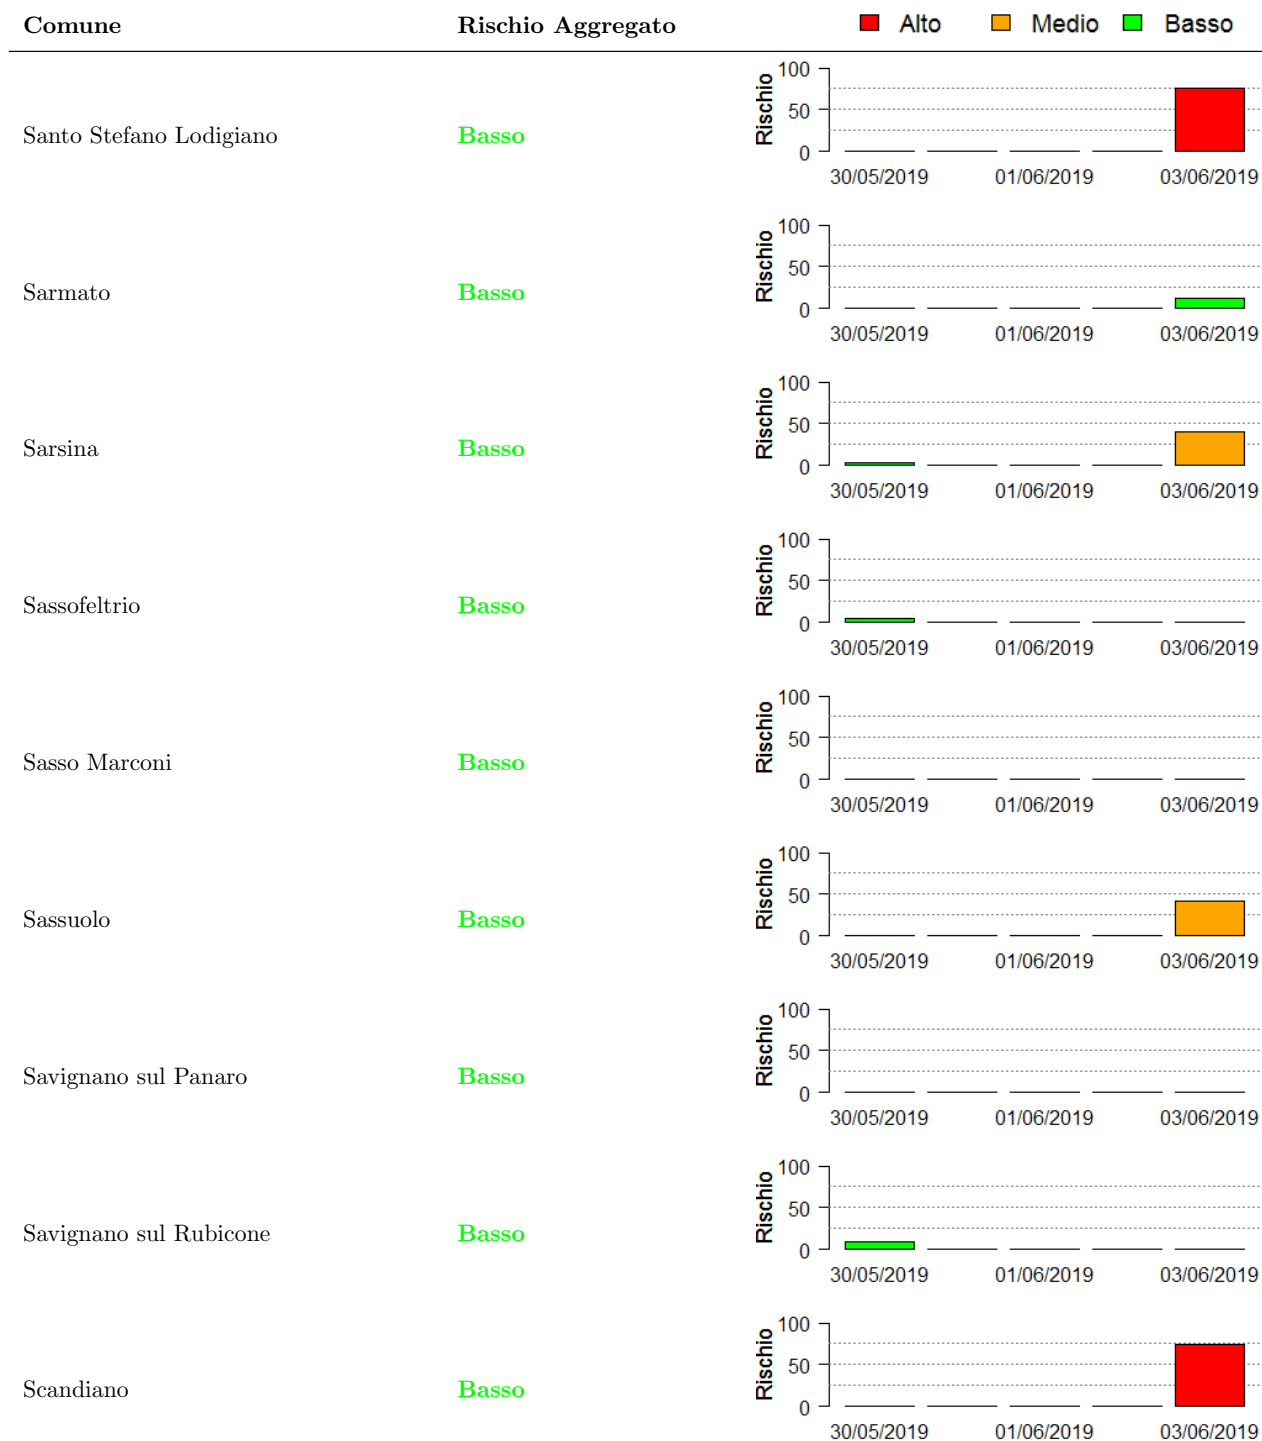 Comune Rischio Aggregato Alto Medio Basso
100
50
0
Rischio
Santo Stefano Lodigiano Basso
30/05/2019 01/06/2019 03/06/2019
100
50
0
Rischio
Sarmato Basso
30/05/2019 01/06/2019 03/06/2019
100
50
0
Rischio
Sarsina Basso
30/05/2019 01/06/2019 03/06/2019
100
50
0
Rischio
Sassofeltrio Basso
30/05/2019 01/06/2019 03/06/2019
100
50
0
Rischio
Sasso Marconi Basso
30/05/2019 01/06/2019 03/06/2019
100
50
0
Rischio
Sassuolo Basso
30/05/2019 01/06/2019 03/06/2019
100
50
0
Rischio
Savignano sul Panaro Basso
30/05/2019 01/06/2019 03/06/2019
100
50
0
Rischio
Savignano sul Rubicone Basso
30/05/2019 01/06/2019 03/06/2019
100
50
0
Rischio
Scandiano Basso
30/05/2019 01/06/2019 03/06/2019